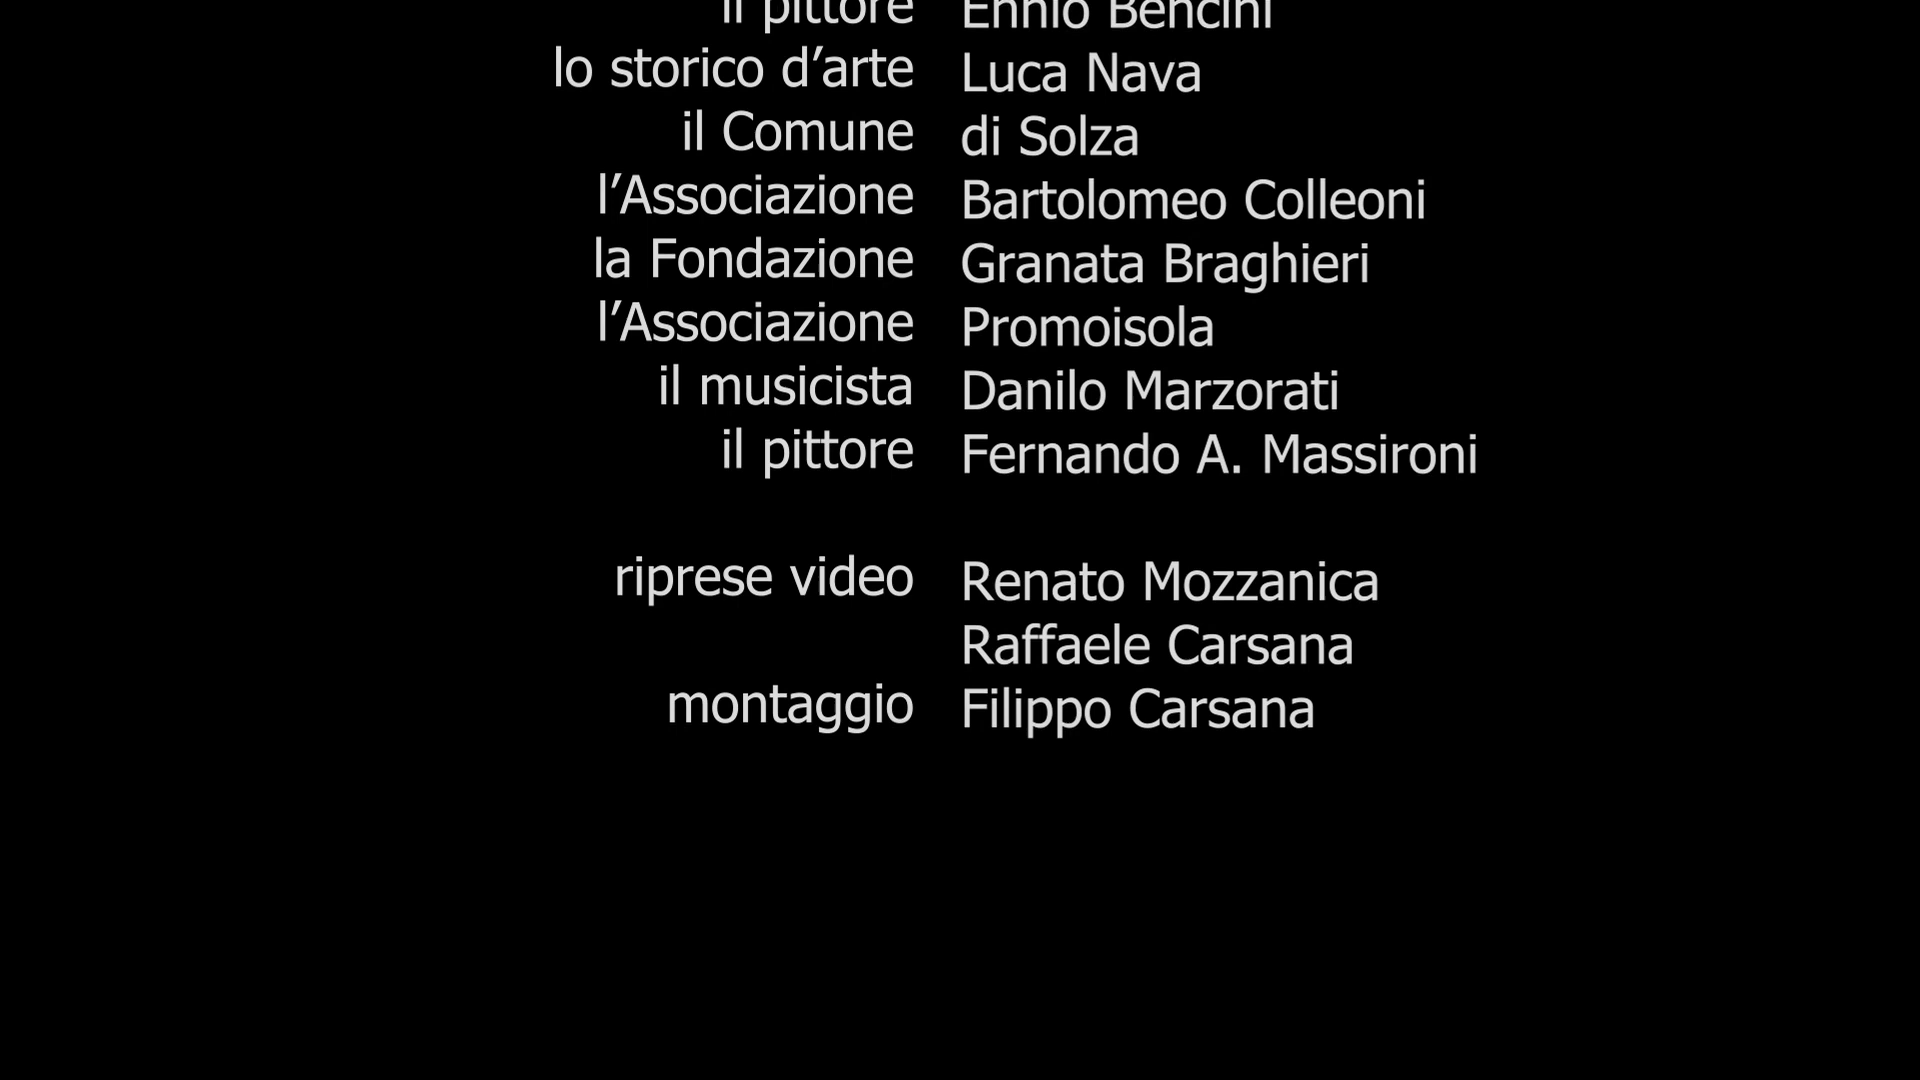 il pittore Ennio Bencini
lo storico d’arte Luca Nava
il Comune di Solza
l’Associazione Bartolomeo Colleoni
la Fondazione Granata Braghieri
l’Associazione Promoisola
il musicista Danilo Marzorati
il pittore Fernando A. Massironi
riprese video Renato Mozzanica
Raffaele Carsana
montaggio Filippo Carsana